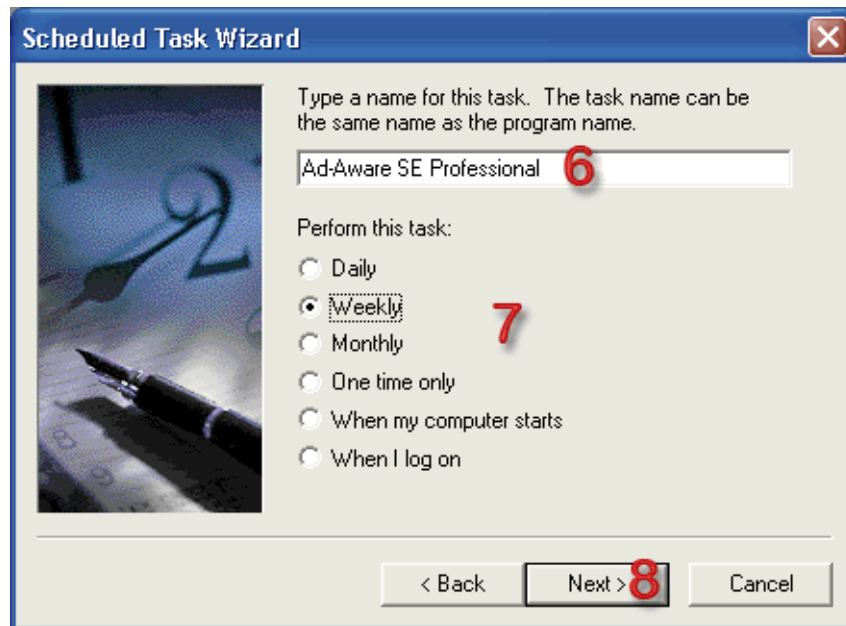 Scheduled Task Wizard
Type a name for this task. The task name can be
the same name as the program name.
Ad-Aware SE Professional 6
Perform this task:
Daily
Weekly
7
Monthly
One time only
When my computer starts
When I log on
< Back Next > 8 Cancel